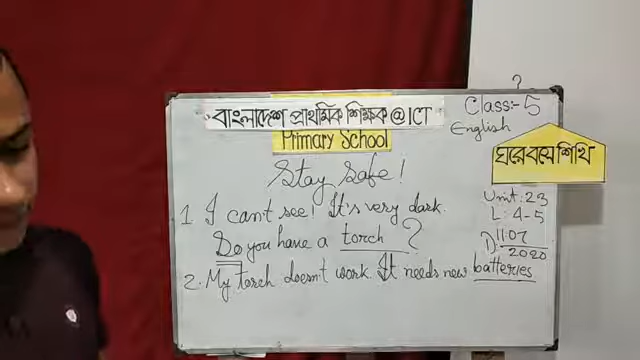 বাংলাদেশ প্রাথমিক শিক্ষক @ ICT
Primary School
?
Class:- 5
English
ঘরে বসে শিখি
Stay Safe!
Unit: 23
L: 4-5
D 11.07
2020
1. I can't see! It's very dark.
Do you have a torch ?
2. My torch doesn't work. It needs new batteries